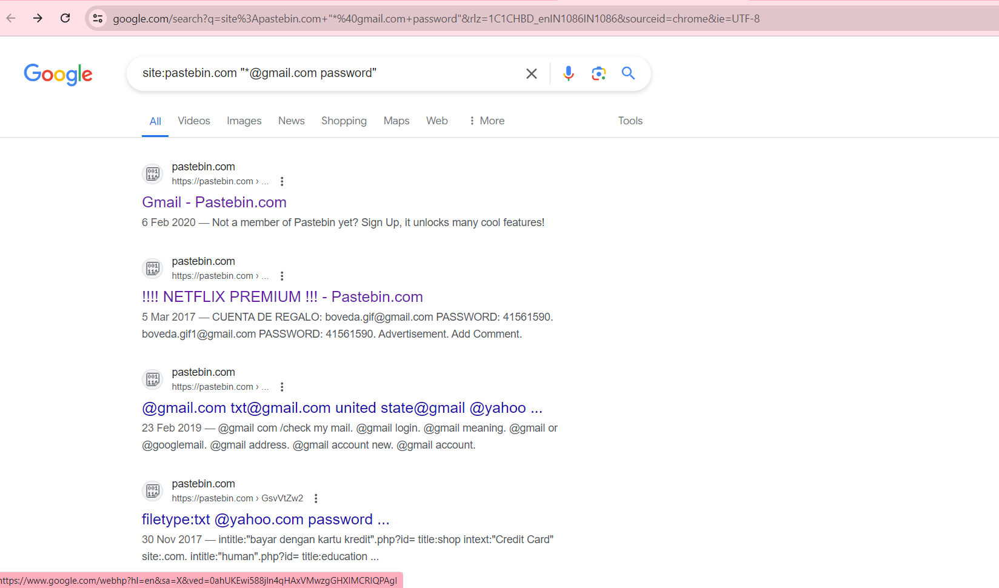 google.com/search?q=site%3Apastebin.com+"*%40gmail.com+password"&rlz=1C1CHBD_enIN1086IN1086&sourceid=chrome&ie=UTF-8
Google
site:pastebin.com "*@gmail.com password"
All Videos Images News Shopping Maps Web More Tools
pastebin.com
https://pastebin.com › ...
Gmail - Pastebin.com
6 Feb 2020 — Not a member of Pastebin yet? Sign Up, it unlocks many cool features!
pastebin.com
https://pastebin.com › ...
!!!! NETFLIX PREMIUM !!! - Pastebin.com
5 Mar 2017 — CUENTA DE REGALO: boveda.gif@gmail.com PASSWORD: 41561590.
boveda.gif1@gmail.com PASSWORD: 41561590. Advertisement. Add Comment.
pastebin.com
https://pastebin.com › ...
@gmail.com txt@gmail.com united state@gmail @yahoo ...
23 Feb 2019 — @gmail com /check my mail. @gmail login. @gmail meaning. @gmail or
@googlemail. @gmail address. @gmail account new. @gmail account.
pastebin.com
https://pastebin.com › GsvVtZw2
filetype:txt @yahoo.com password ...
30 Nov 2017 — intitle:"bayar dengan kartu kredit".php?id= title:shop intext:"Credit Card"
site:.com. intitle:"human".php?id= title:education ...
https://www.google.com/webhp?hl=en&sa=X&ved=0ahUKEwi588jln4qHAxVMwzgGHXIMCRIQPAgI